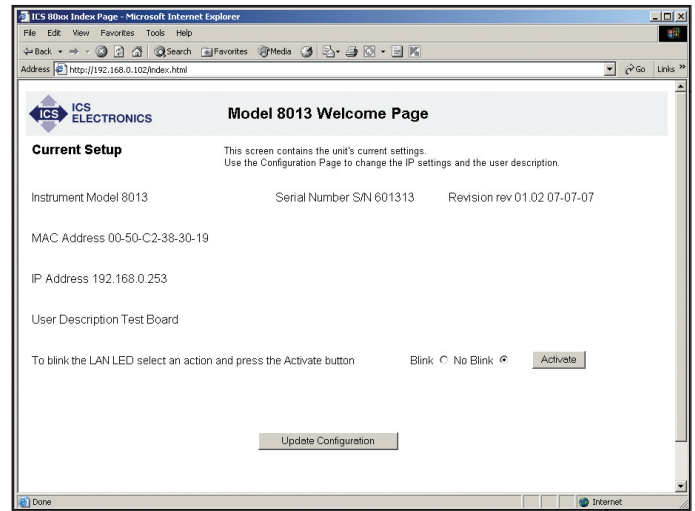 ICS 80xx Index Page - Microsoft Internet Explorer
File Edit View Favorites Tools Help
Back Search Favorites Media
Address http://192.168.0.102/index.html Go Links »
ICS ICS ELECTRONICS Model 8013 Welcome Page
Current Setup
This screen contains the unit's current settings.
Use the Configuration Page to change the IP settings and the user description.
Instrument Model 8013 Serial Number S/N 601313 Revision rev 01.02 07-07-07
MAC Address 00-50-C2-38-30-19
IP Address 192.168.0.253
User Description Test Board
To blink the LAN LED select an action and press the Activate button Blink No Blink Activate
Update Configuration
Done Internet